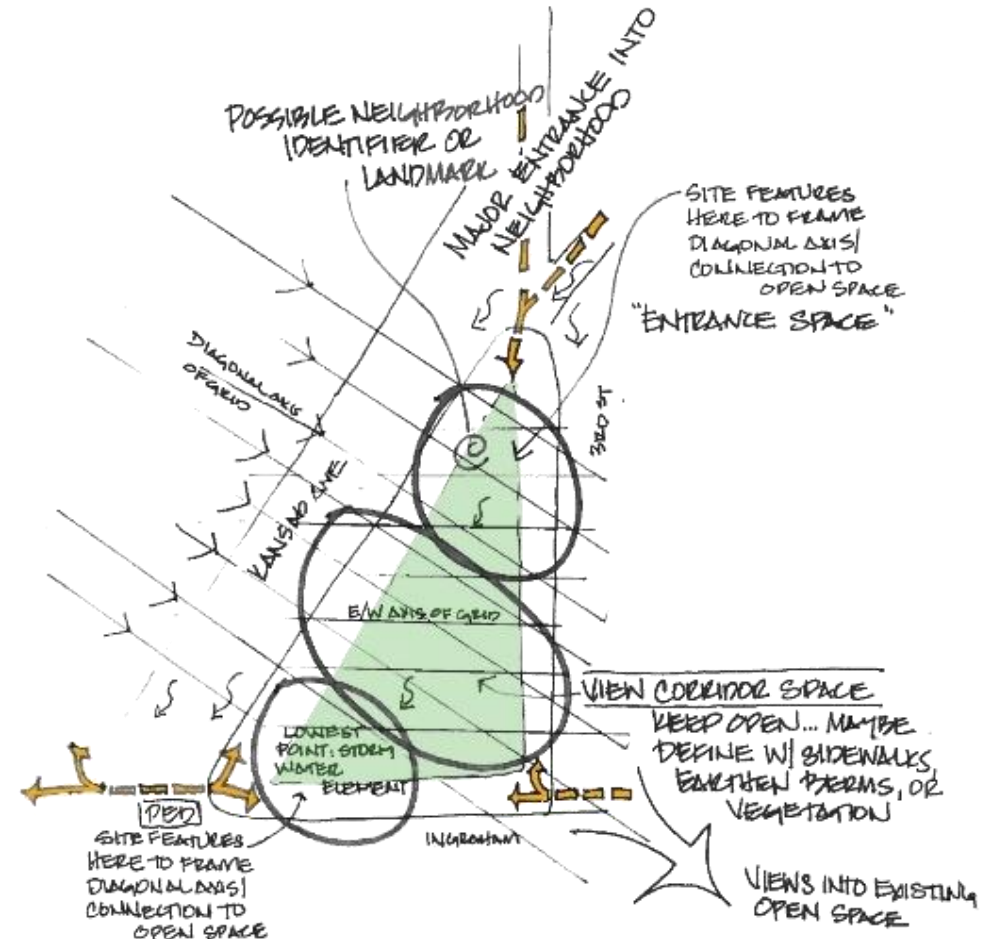 POSSIBLE NEIGHBORHOOD
IDENTIFIER OR
LANDMARK
MAJOR ENTRANCE INTO
NEIGHBORHOOD
SITE FEATURES
HERE TO FRAME
DIAGONAL AXIS/
CONNECTION TO
OPEN SPACE
"ENTRANCE SPACE"
DIAGONAL AXIS
OF GRID
3RD ST.
KANSAS AVE
E/W AXIS OF GRID
VIEW CORRIDOR SPACE
KEEP OPEN... MAYBE
DEFINE W/ SIDEWALKS,
EARTHEN BERMS, OR
VEGETATION
LOWEST
POINT: STORM
WATER
ELEMENT
PED
SITE FEATURES
HERE TO FRAME
DIAGONAL AXIS/
CONNECTION TO
OPEN SPACE
INGRAHAM
VIEWS INTO EXISTING
OPEN SPACE